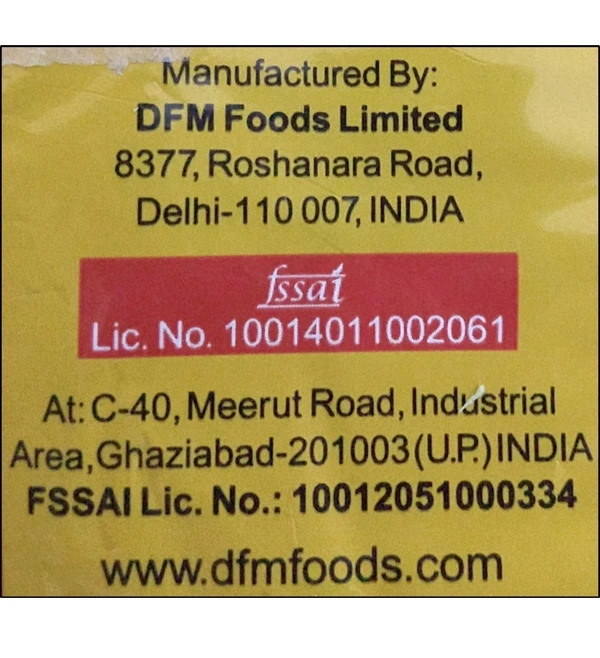 Manufactured By:
DFM Foods Limited
8377, Roshanara Road,
Delhi-110 007, INDIA
fssai
Lic. No. 10014011002061
At: C-40, Meerut Road, Industrial
Area,Ghaziabad-201003(U.P.)INDIA
FSSAI Lic. No.: 10012051000334
www.dfmfoods.com